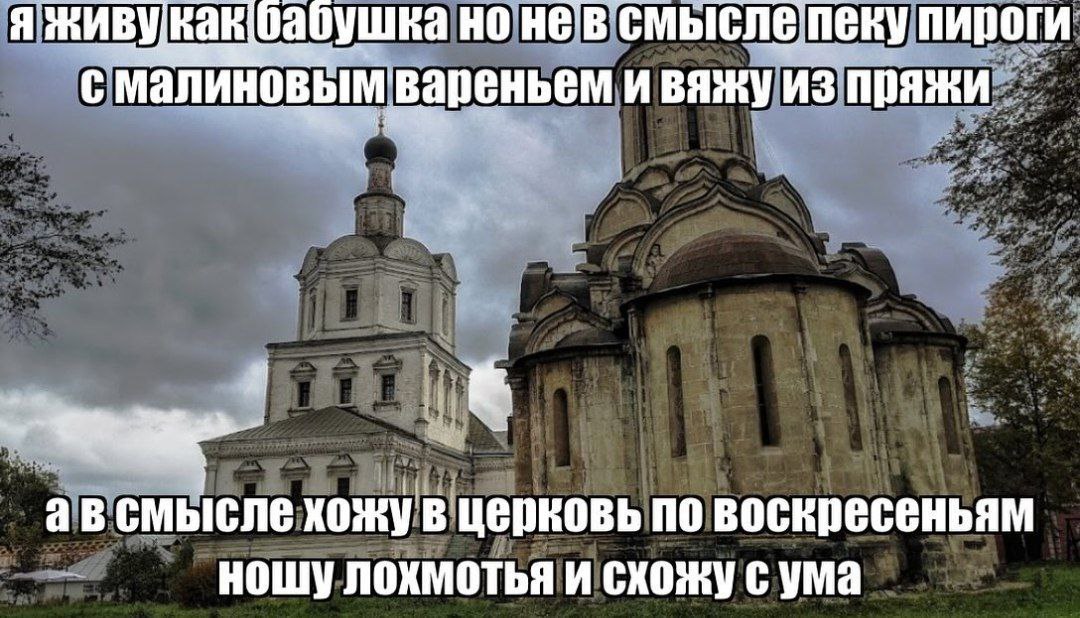 я живу как бабушка но не в смысле пеку пироги
с малиновым вареньем и вяжу из пряжи
а в смысле хожу в церковь по воскресеньям
ношу лохмотья и схожу с ума